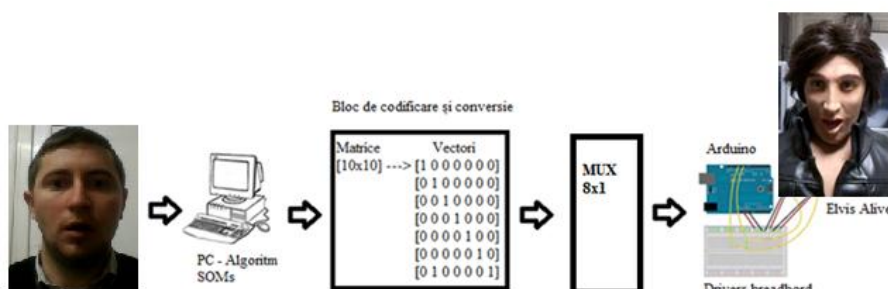 Bloc de codificare și conversie
Matrice Vectori
[10x10] ---> [1 0 0 0 0 0 0]
[0 1 0 0 0 0 0]
[0 0 1 0 0 0 0]
[0 0 0 1 0 0 0]
[0 0 0 0 1 0 0]
[0 0 0 0 0 1 0]
[0 1 0 0 0 0 1]
MUX
8x1
Arduino
Elvis Alive
PC - Algoritm
SOMs
Drivers breadbord